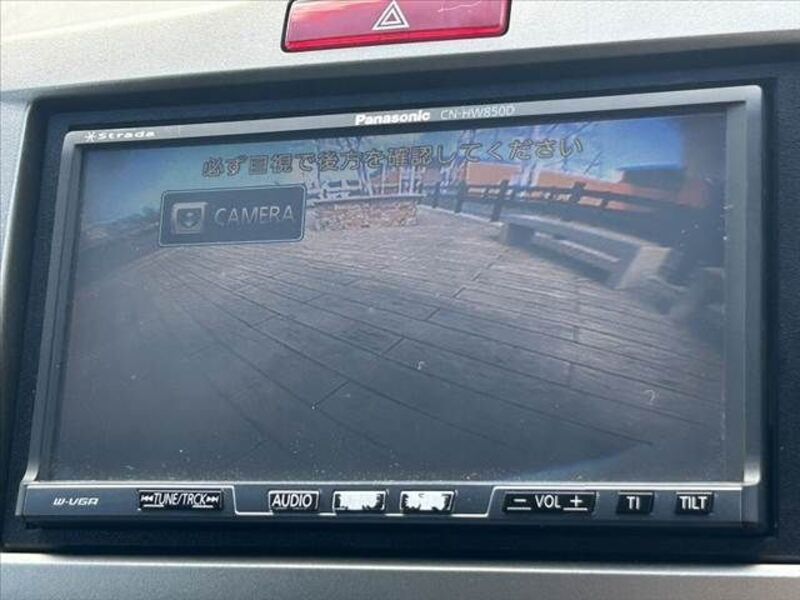 Panasonic CN-HW850D
Strada
必ず目視で後方を確認してください
CAMERA
W-VGA
TUNE/TRCK
AUDIO
− VOL +
TI
TILT